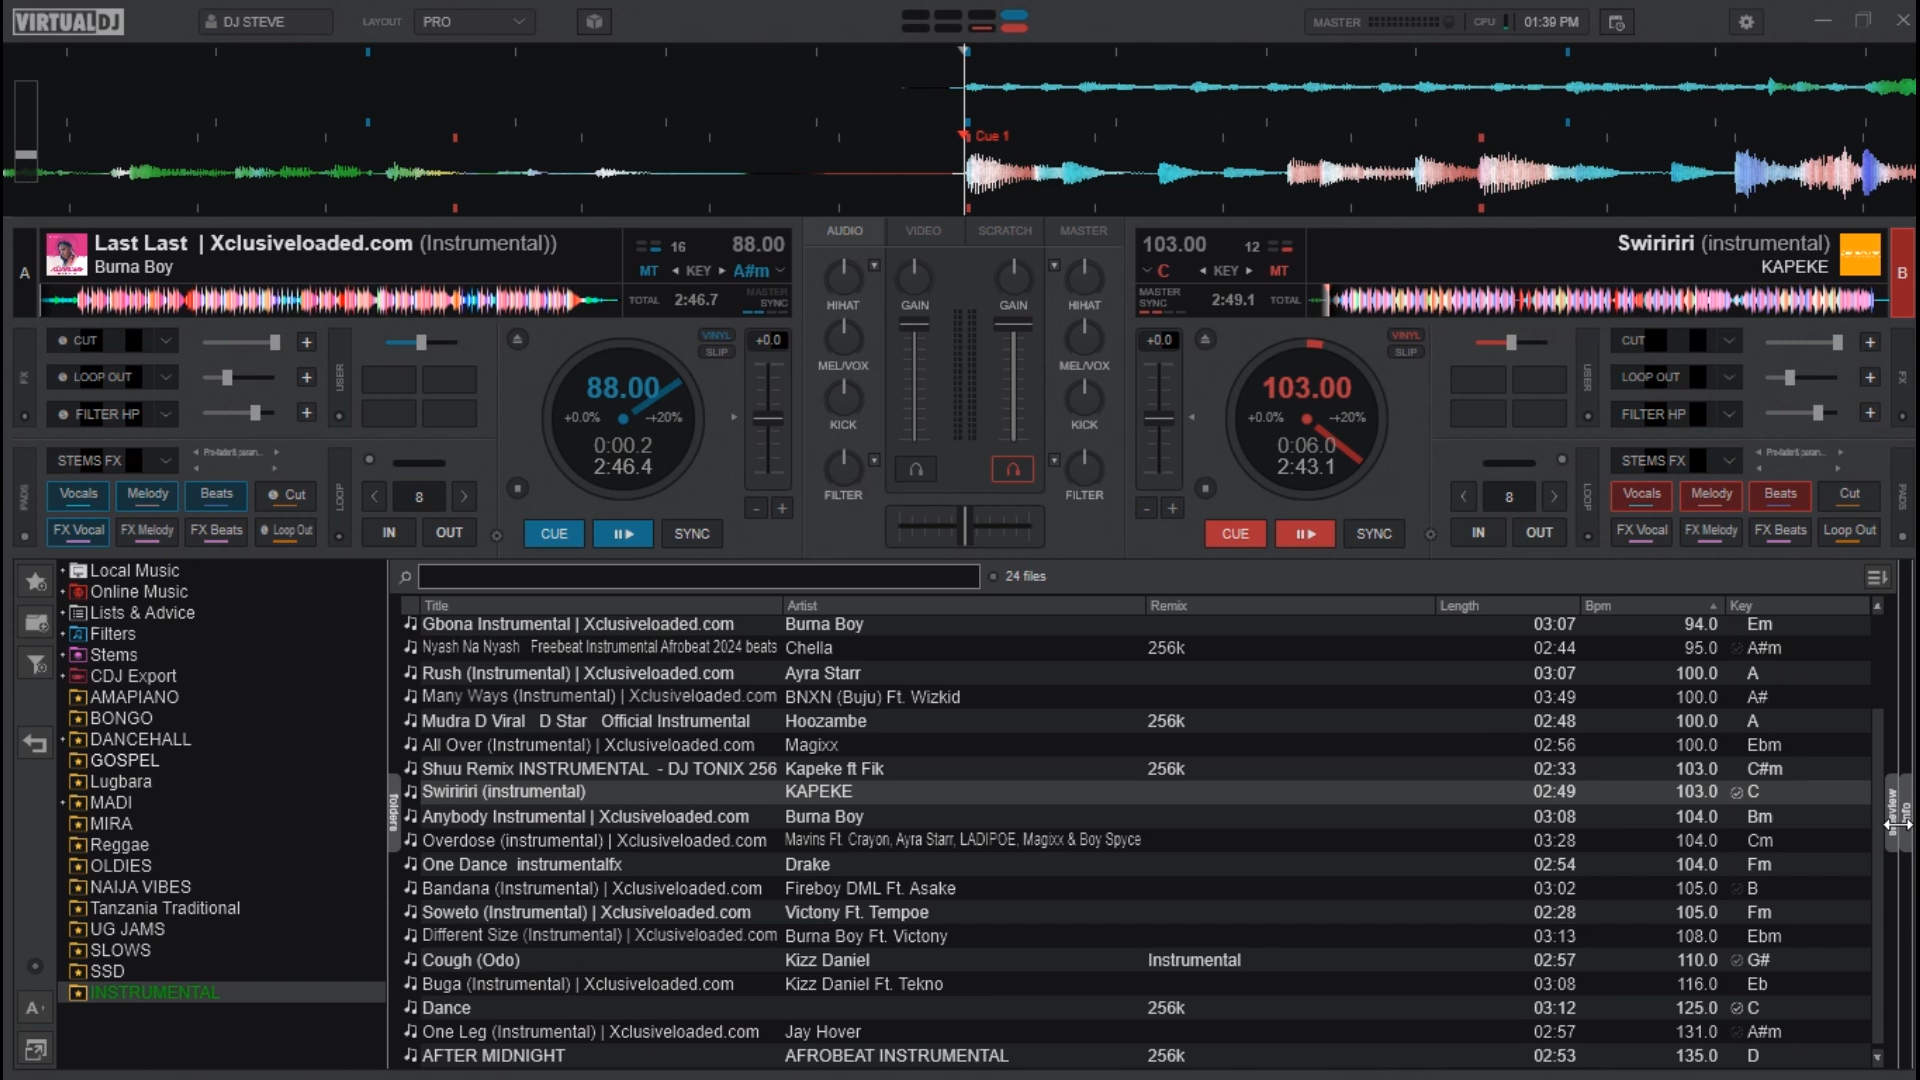 VIRTUALDJ
DJ STEVE
LAYOUT
PRO
MASTER
CPU
01:39 PM
Cue 1
A
Last Last | Xclusiveloaded.com (Instrumental))
Burna Boy
16
88.00
MT
KEY
A#m
TOTAL
2:46.7
MASTER SYNC
AUDIO
VIDEO
SCRATCH
MASTER
103.00
12
C
KEY
MT
MASTER SYNC
2:49.1
TOTAL
Swiririri (instrumental)
KAPEKE
B
HIHAT
GAIN
GAIN
HIHAT
MEL/VOX
MEL/VOX
KICK
KICK
FILTER
FILTER
FX
CUT
LOOP OUT
FILTER HP
USER
VINYL
SLIP
+0.0
88.00
+0.0%
20%
0:00.2
2:46.4
PADS
STEMS FX
Vocals
Melody
Beats
Cut
FX Vocal
FX Melody
FX Beats
Loop Out
LOOP
8
IN
OUT
CUE
SYNC
+0.0
VINYL
SLIP
103.00
+0.0%
20%
0:06.0
2:43.1
CUE
SYNC
USER
CUT
LOOP OUT
FILTER HP
FX
LOOP
8
IN
OUT
STEMS FX
Vocals
Melody
Beats
Cut
FX Vocal
FX Melody
FX Beats
Loop Out
PADS
Local Music
Online Music
Lists & Advice
Filters
Stems
CDJ Export
AMAPIANO
BONGO
DANCEHALL
GOSPEL
Lugbara
MADI
MIRA
Reggae
OLDIES
NAIJA VIBES
Tanzania Traditional
UG JAMS
SLOWS
SSD
INSTRUMENTAL
folders
24 files
Title Artist Remix Length Bpm Key
Gbona Instrumental | Xclusiveloaded.com Burna Boy 03:07 94.0 Em
Nyash Na Nyash Freebeat Instrumental Afrobeat 2024 beats Chella 256k 02:44 95.0 A#m
Rush (Instrumental) | Xclusiveloaded.com Ayra Starr 03:07 100.0 A
Many Ways (Instrumental) | Xclusiveloaded.com BNXN (Buju) Ft. Wizkid 03:49 100.0 A#
Mudra D Viral D Star Official Instrumental Hoozambe 256k 02:48 100.0 A
All Over (Instrumental) | Xclusiveloaded.com Magixx 02:56 100.0 Ebm
Shuu Remix INSTRUMENTAL - DJ TONIX 256 Kapeke ft Fik 256k 02:33 103.0 C#m
Swiririri (instrumental) KAPEKE 02:49 103.0 C
Anybody Instrumental | Xclusiveloaded.com Burna Boy 03:08 104.0 Bm
Overdose (instrumental) | Xclusiveloaded.com Mavins Ft. Crayon, Ayra Starr, LADIPOE, Magixx & Boy Spyce 03:28 104.0 Cm
One Dance instrumentalfx Drake 02:54 104.0 Fm
Bandana (Instrumental) | Xclusiveloaded.com Fireboy DML Ft. Asake 03:02 105.0 B
Soweto (Instrumental) | Xclusiveloaded.com Victony Ft. Tempoe 02:28 105.0 Fm
Different Size (Instrumental) | Xclusiveloaded.com Burna Boy Ft. Victony 03:13 108.0 Ebm
Cough (Odo) Kizz Daniel Instrumental 02:57 110.0 G#
Buga (Instrumental) | Xclusiveloaded.com Kizz Daniel Ft. Tekno 03:08 116.0 Eb
Dance 256k 03:12 125.0 C
One Leg (Instrumental) | Xclusiveloaded.com Jay Hover 02:57 131.0 A#m
AFTER MIDNIGHT AFROBEAT INSTRUMENTAL 256k 02:53 135.0 D